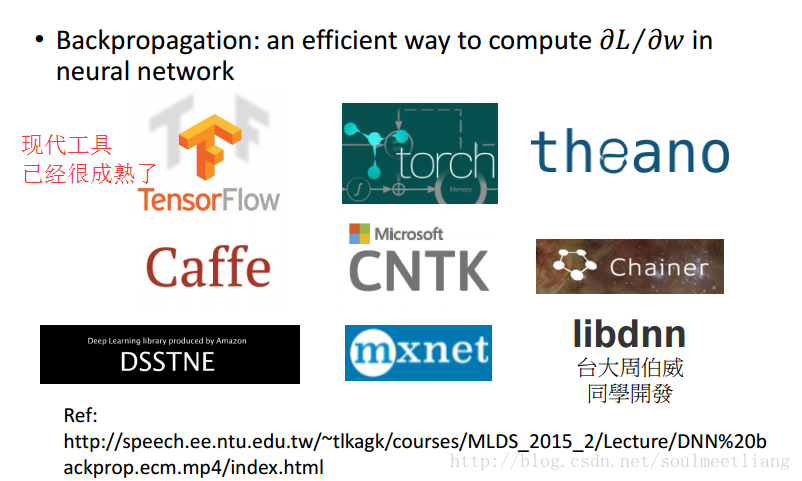 • Backpropagation: an efficient way to compute ∂L/∂w in
neural network
现代工具
已经很成熟了
TensorFlow
torch
Memory
theano
Caffe
Microsoft
CNTK
Chainer
Deep Learning library produced by Amazon
DSSTNE
mxnet
libdnn
台大周伯威
同學開發
Ref:
http://speech.ee.ntu.edu.tw/~tlkagk/courses/MLDS_2015_2/Lecture/DNN%20b
ackprop.ecm.mp4/index.html
http://blog.csdn.net/soulmeetliang